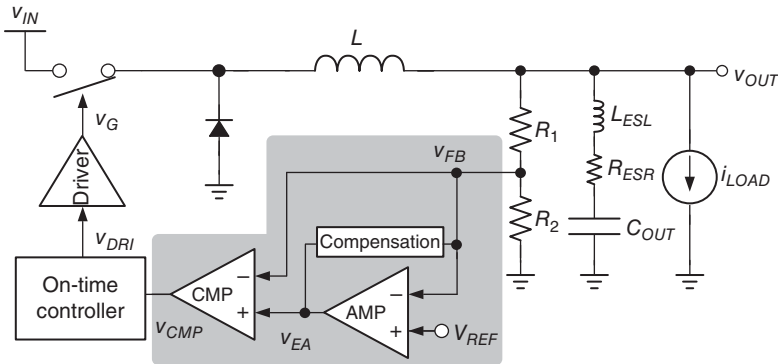 v_IN
L
v_OUT
v_G
L_ESL
R_1
v_FB
Driver
R_ESR
i_LOAD
R_2
C_OUT
v_DRI
Compensation
On-time
controller
CMP
−
+
AMP
−
+
v_CMP
v_EA
V_REF